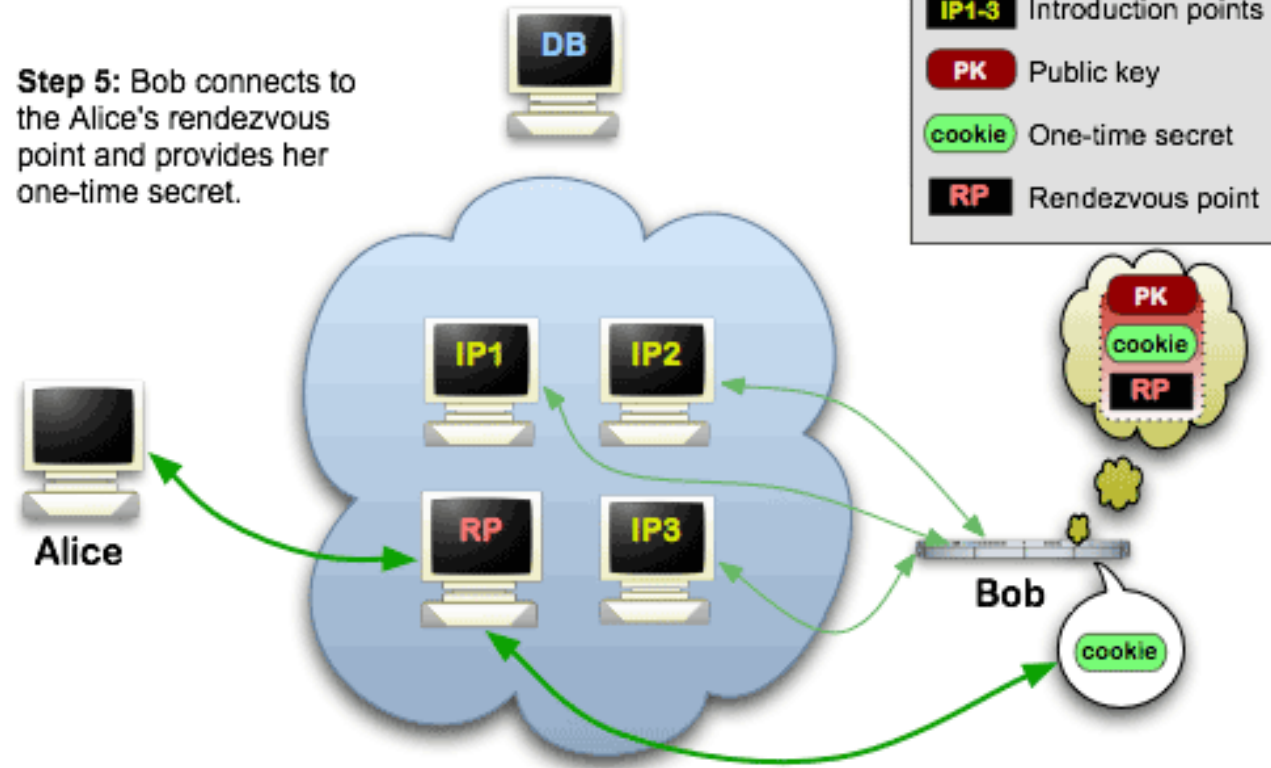 Step 5: Bob connects to
the Alice's rendezvous
point and provides her
one-time secret.
DB
IP1-3 Introduction points
PK Public key
cookie One-time secret
RP Rendezvous point
PK
cookie
RP
IP1 IP2
RP IP3
Alice
Bob
cookie